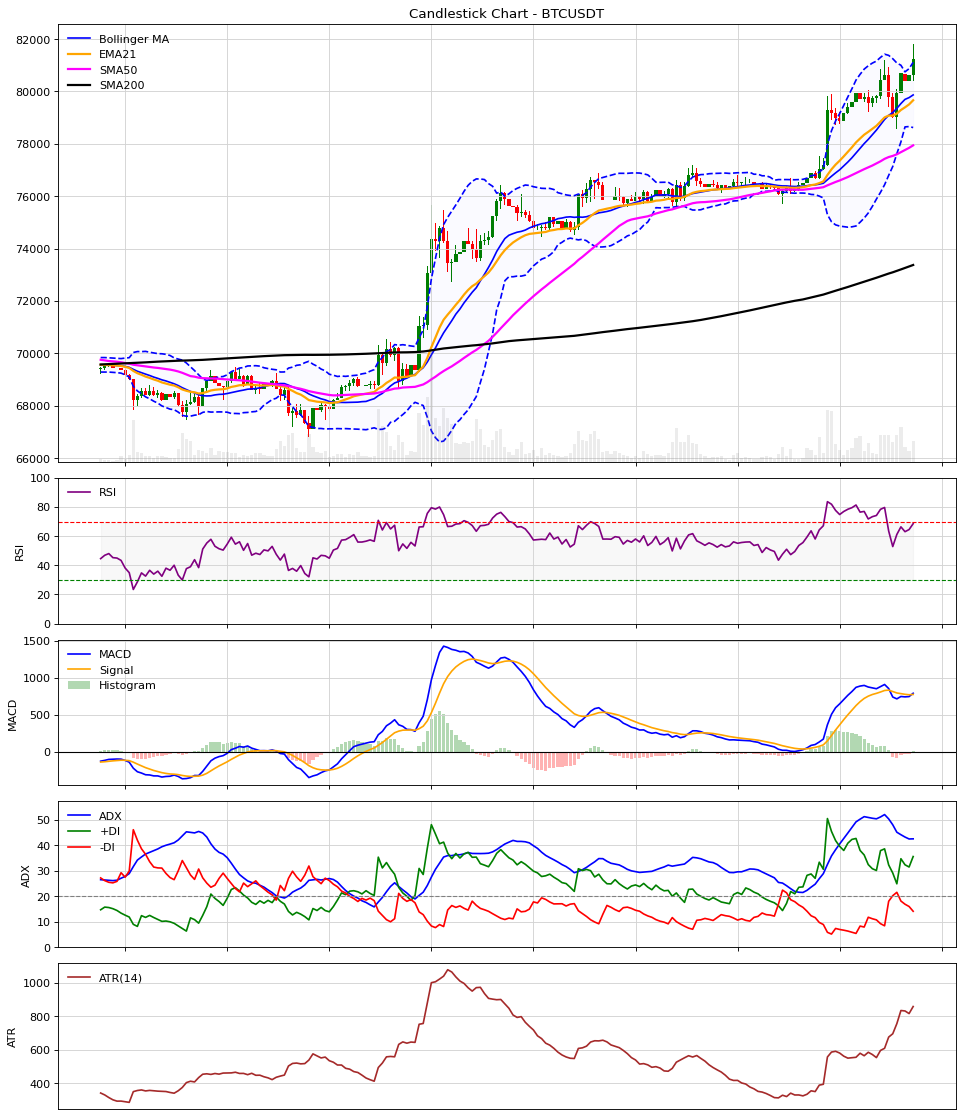 Candlestick Chart - BTCUSDT
82000
80000
78000
76000
74000
72000
70000
68000
66000
Bollinger MA
EMA21
SMA50
SMA200
100
80
60
40
20
0
RSI
RSI
1500
1000
500
0
MACD
MACD
Signal
Histogram
50
40
30
20
10
0
ADX
ADX
+DI
-DI
1000
800
600
400
ATR
ATR(14)